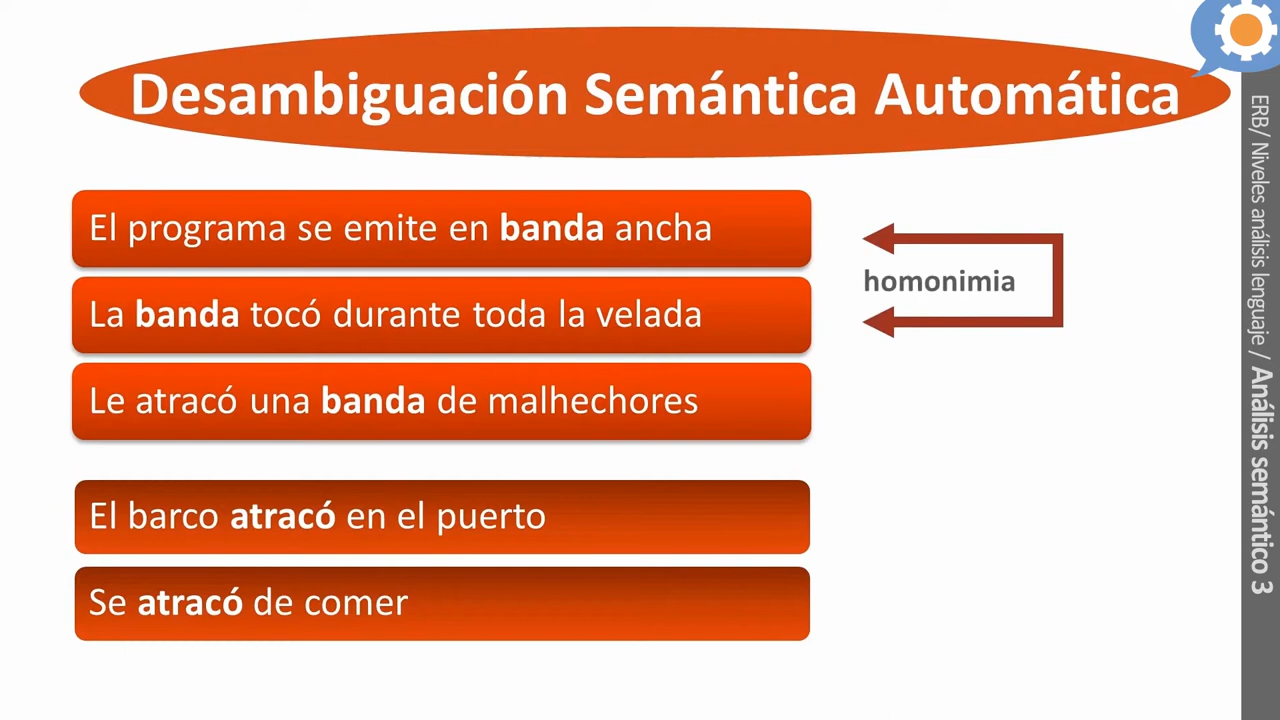 Desambiguación Semántica Automática
El programa se emite en banda ancha
La banda tocó durante toda la velada
Le atracó una banda de malhechores
homonimia
El barco atracó en el puerto
Se atracó de comer
ERB/ Niveles análisis lenguaje / Análisis semántico 3